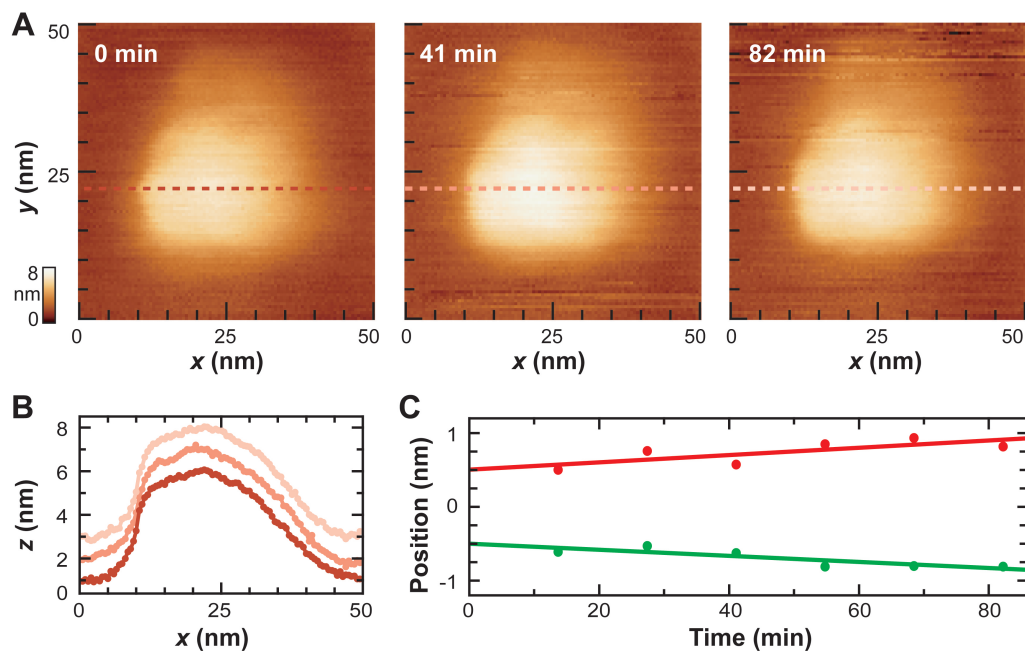 A
0 min
41 min
82 min
50
25
0
y (nm)
8
nm
0
0 25 50
0 25 50
0 25 50
x (nm)
x (nm)
x (nm)
B
8
6
4
2
0
z (nm)
0 25 50
x (nm)
C
1
0
-1
Position (nm)
0 20 40 60 80
Time (min)